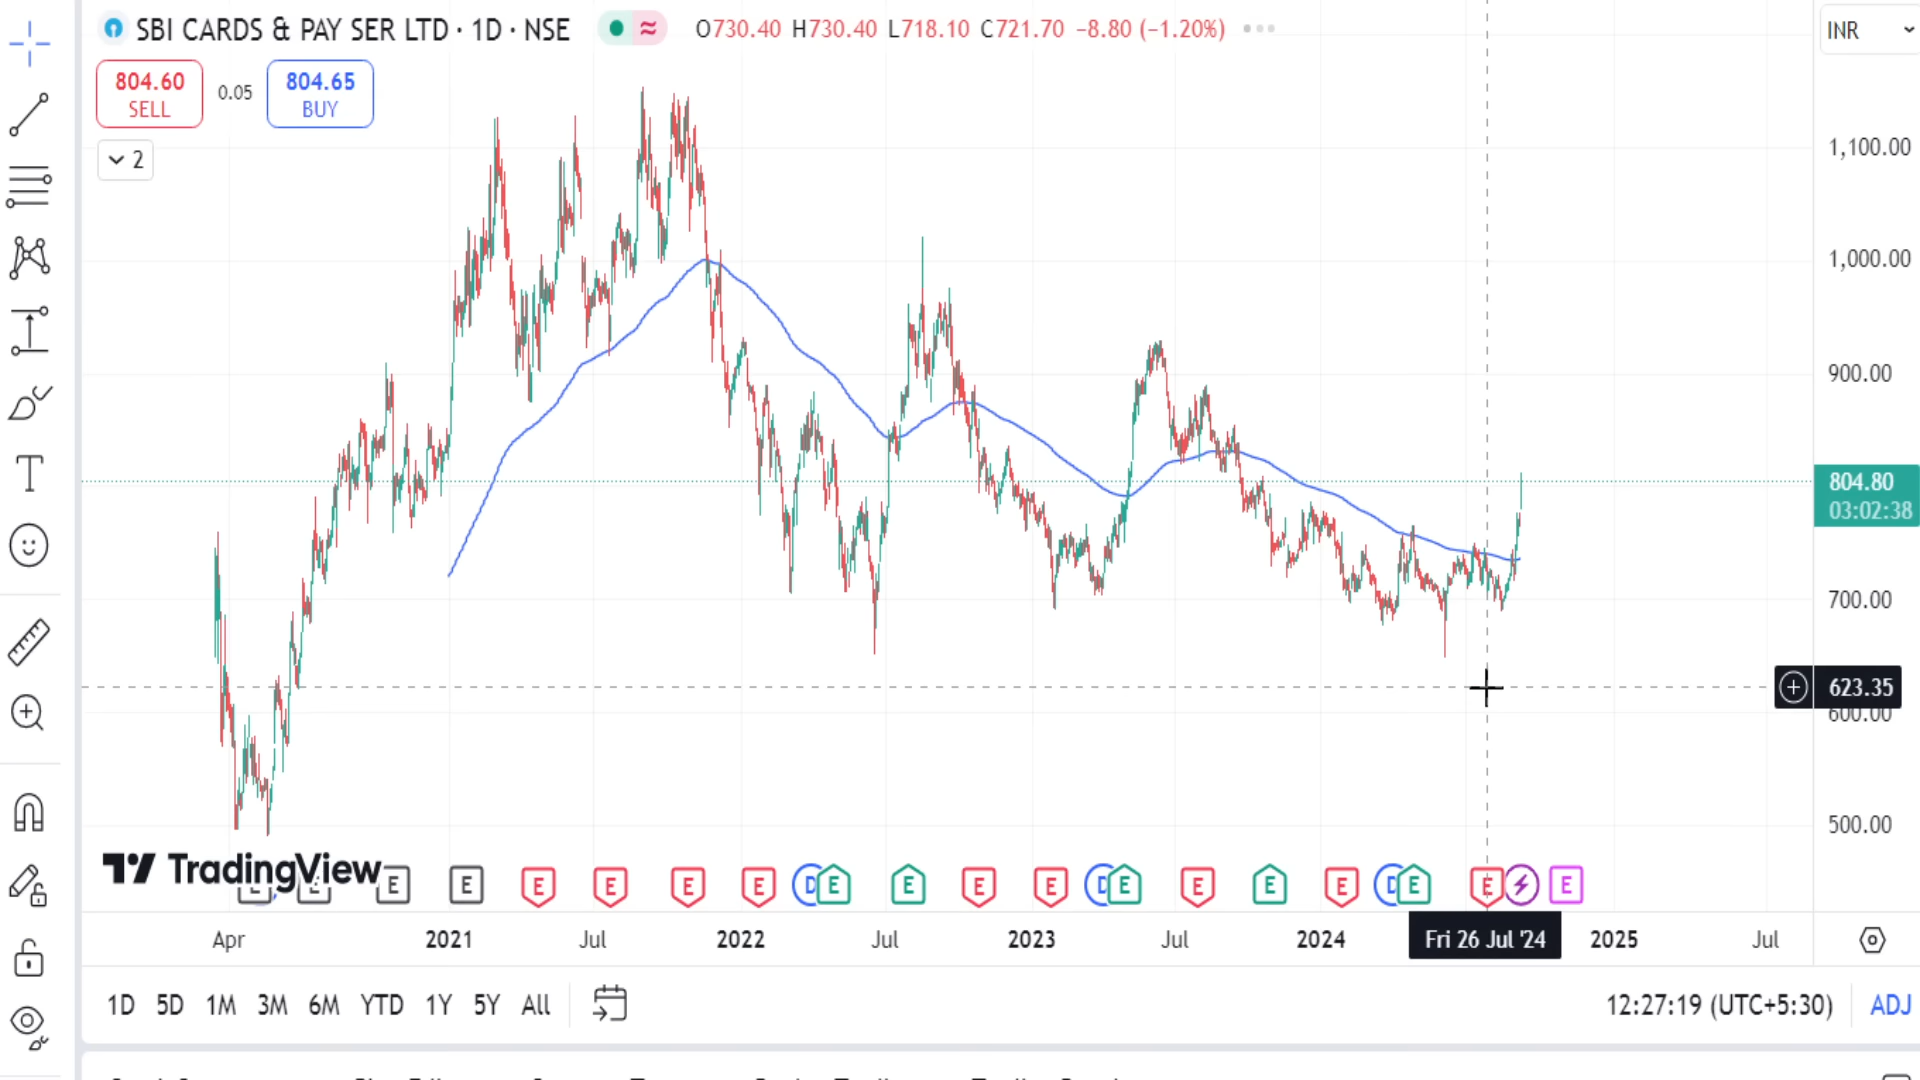 SBI CARDS & PAY SER LTD · 1D · NSE
O730.40 H730.40 L718.10 C721.70 −8.80 (−1.20%)
INR
804.60
SELL
0.05
804.65
BUY
2
1,100.00
1,000.00
900.00
804.80
03:02:38
700.00
623.35
600.00
500.00
TradingView
E E E E E E E E D E E E E D E E E E D E E E
Apr 2021 Jul 2022 Jul 2023 Jul 2024 Fri 26 Jul '24 2025 Jul
1D 5D 1M 3M 6M YTD 1Y 5Y All
12:27:19 (UTC+5:30) ADJ